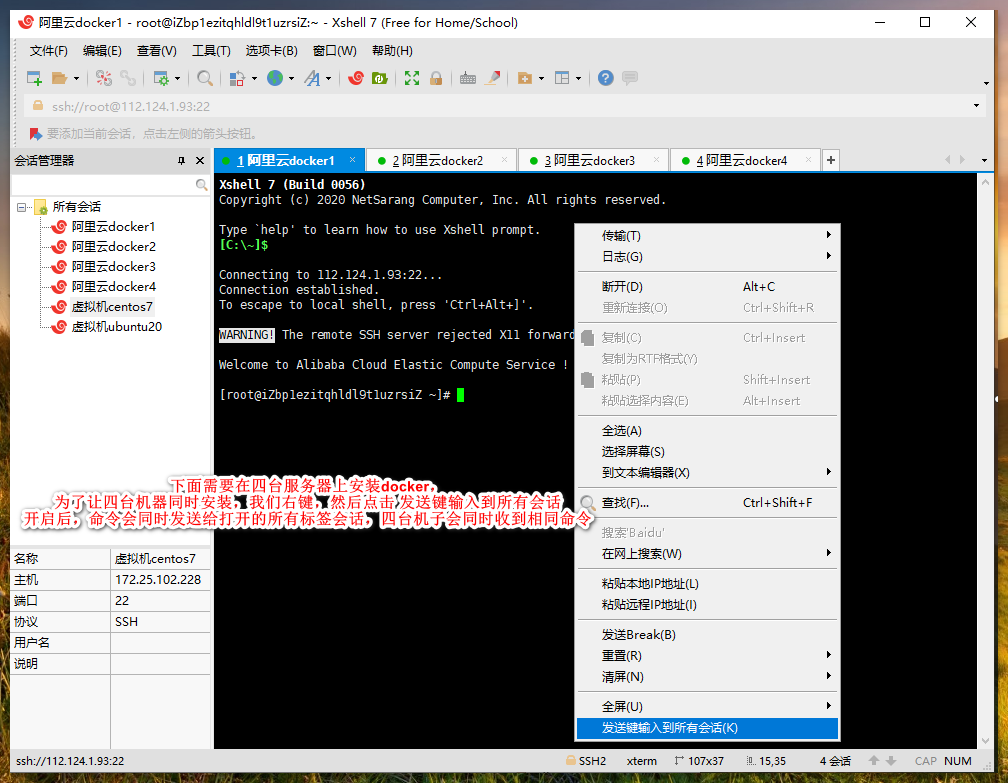 阿里云docker1 - root@iZbp1ezitqhldl9t1uzrsiZ:~ - Xshell 7 (Free for Home/School)
文件(F) 编辑(E) 查看(V) 工具(T) 选项卡(B) 窗口(W) 帮助(H)
ssh://root@112.124.1.93:22
要添加当前会话，点击左侧的箭头按钮。
会话管理器
1 阿里云docker1 2 阿里云docker2 3 阿里云docker3 4 阿里云docker4
所有会话
阿里云docker1
阿里云docker2
阿里云docker3
阿里云docker4
虚拟机centos7
虚拟机ubuntu20
Xshell 7 (Build 0056)
Copyright (c) 2020 NetSarang Computer, Inc. All rights reserved.
Type `help' to learn how to use Xshell prompt.
[C:\~]$
Connecting to 112.124.1.93:22...
Connection established.
To escape to local shell, press 'Ctrl+Alt+]'.
WARNING! The remote SSH server rejected X11 forward
Welcome to Alibaba Cloud Elastic Compute Service !
[root@iZbp1ezitqhldl9t1uzrsiZ ~]#
传输(T)
日志(G)
断开(D) Alt+C
重新连接(O) Ctrl+Shift+R
复制(C) Ctrl+Insert
复制为RTF格式(Y)
粘贴(P) Shift+Insert
粘贴选择内容(E) Alt+Insert
全选(A)
选择屏幕(S)
到文本编辑器(X)
查找(F)... Ctrl+Shift+F
搜索'Baidu'
在网上搜索(W)
粘贴本地IP地址(L)
粘贴远程IP地址(I)
发送Break(B)
重置(R)
清屏(N)
全屏(U)
发送键输入到所有会话(K)
下面需要在四台服务器上安装docker，
为了让四台机器同时安装，我们右键，然后点击 发送键输入到所有会话
开启后，命令会同时发送给打开的所有标签会话，四台机子会同时收到相同命令
名称 虚拟机centos7
主机 172.25.102.228
端口 22
协议 SSH
用户名
说明
ssh://112.124.1.93:22 SSH2 xterm 107x37 15,35 4 会话 CAP NUM